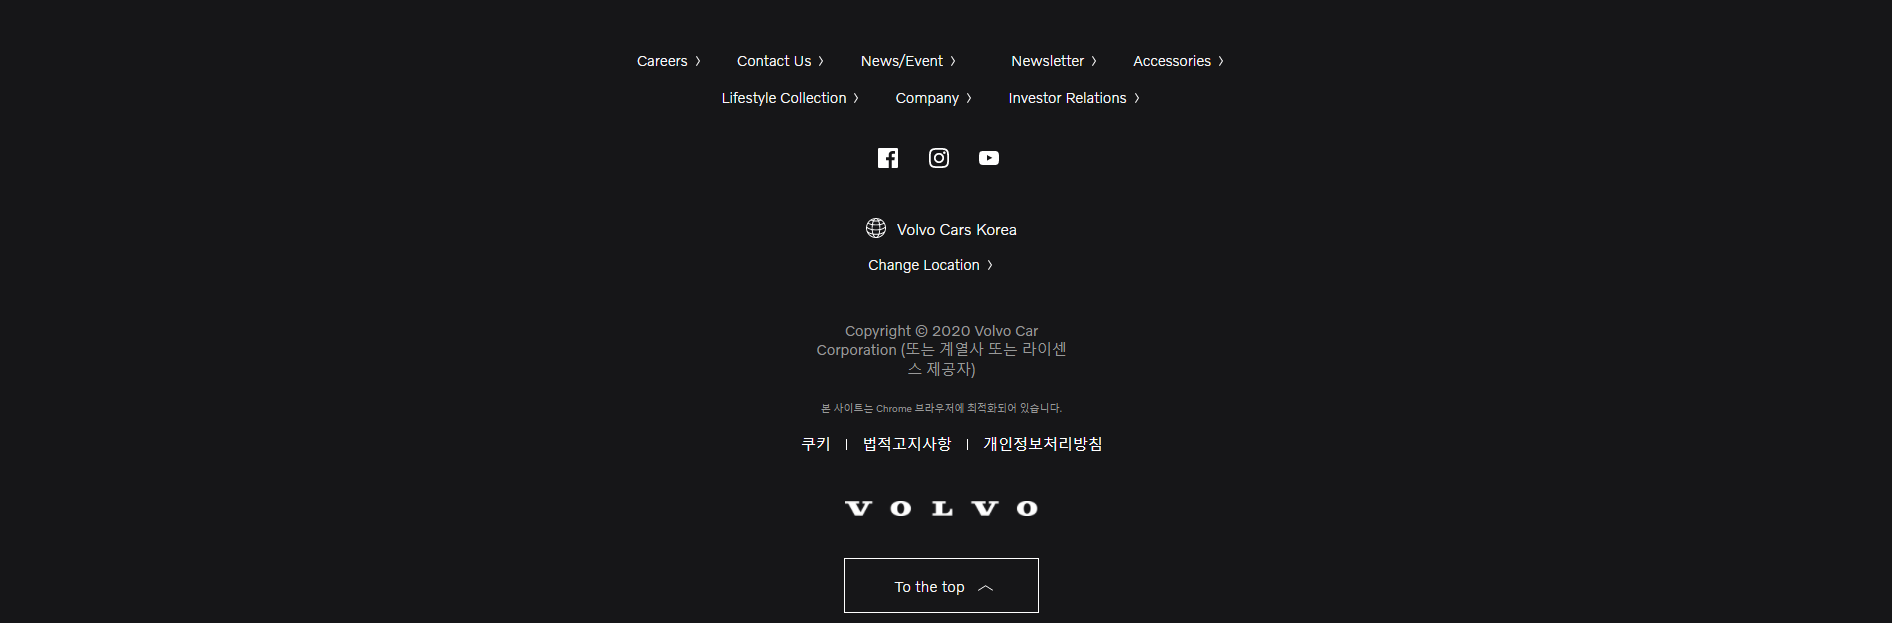 Careers Contact Us News/Event Newsletter Accessories
Lifestyle Collection Company Investor Relations
Volvo Cars Korea
Change Location
Copyright © 2020 Volvo Car
Corporation (또는 계열사 또는 라이센
스 제공자)
본 사이트는 Chrome 브라우저에 최적화되어 있습니다.
쿠키 | 법적고지사항 | 개인정보처리방침
VOLVO
To the top